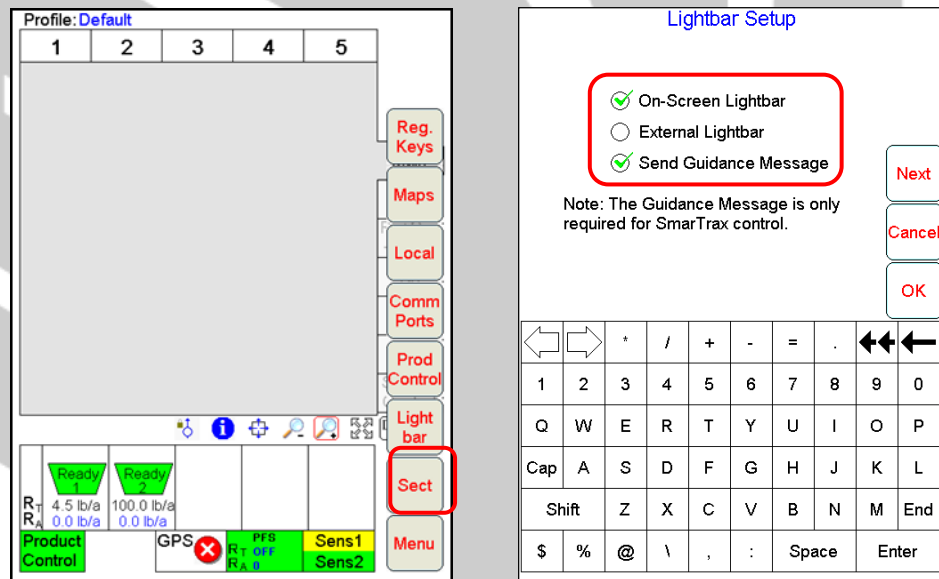 Profile: Default
1 2 3 4 5
Reg.
Keys
Maps
Local
Comm
Ports
Prod
Control
Light
bar
Sect
Menu
Ready
1
Ready
2
RT 4.5 lb/a 100.0 lb/a
RA 0.0 lb/a 0.0 lb/a
Product
Control
GPS
PFS
RT OFF
RA 0
Sens1
Sens2
Lightbar Setup
On-Screen Lightbar
External Lightbar
Send Guidance Message
Note: The Guidance Message is only
required for SmarTrax control.
Next
Cancel
OK
* / + - = .
1 2 3 4 5 6 7 8 9 0
Q W E R T Y U I O P
Cap A S D F G H J K L
Shift Z X C V B N M End
$ % @ \ , : Space Enter